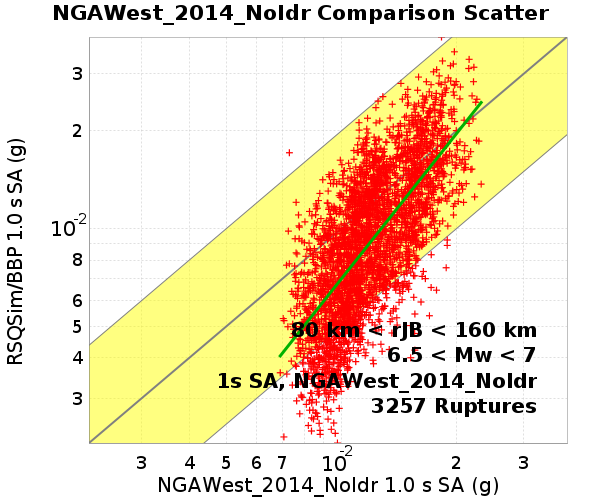 NGAWest_2014_NoIdr Comparison Scatter
RSQSim/BBP 1.0 s SA (g)
3
2
10-2
8
6
5
4
3
80 km < rJB < 160 km
6.5 < Mw < 7
1s SA, NGAWest_2014_NoIdr
3257 Ruptures
3 4 5 6 7 10-2 2 3
NGAWest_2014_NoIdr 1.0 s SA (g)